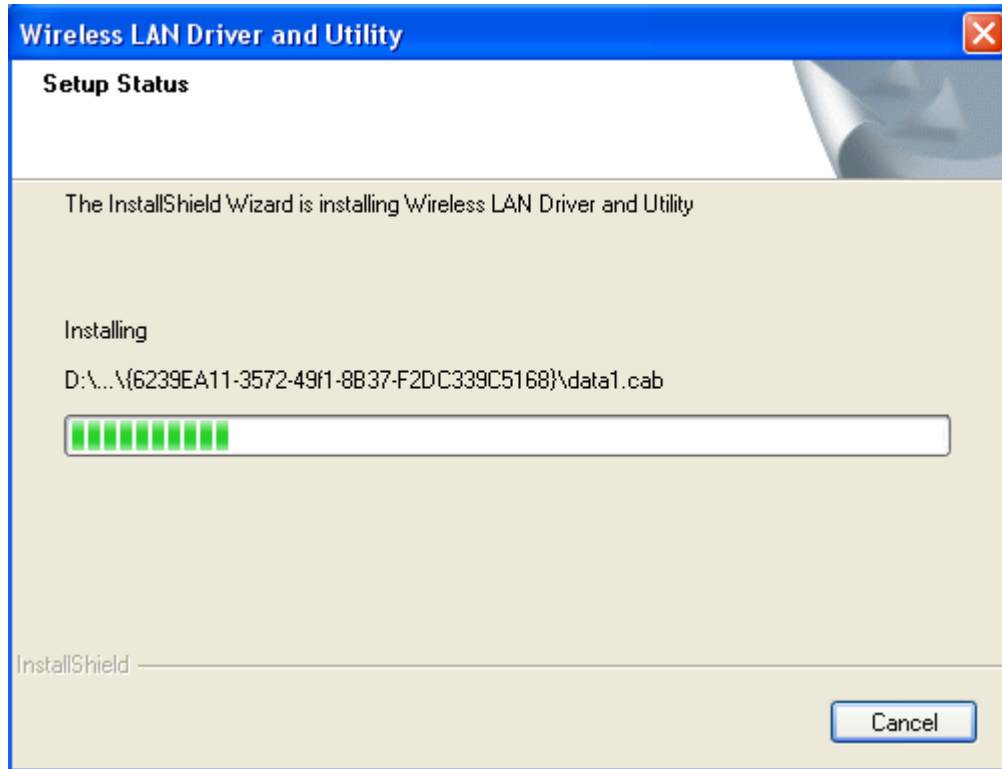 Wireless LAN Driver and Utility
Setup Status
The InstallShield Wizard is installing Wireless LAN Driver and Utility
Installing
D:\...\{6239EA11-3572-49f1-8B37-F2DC339C5168}\data1.cab
InstallShield
Cancel